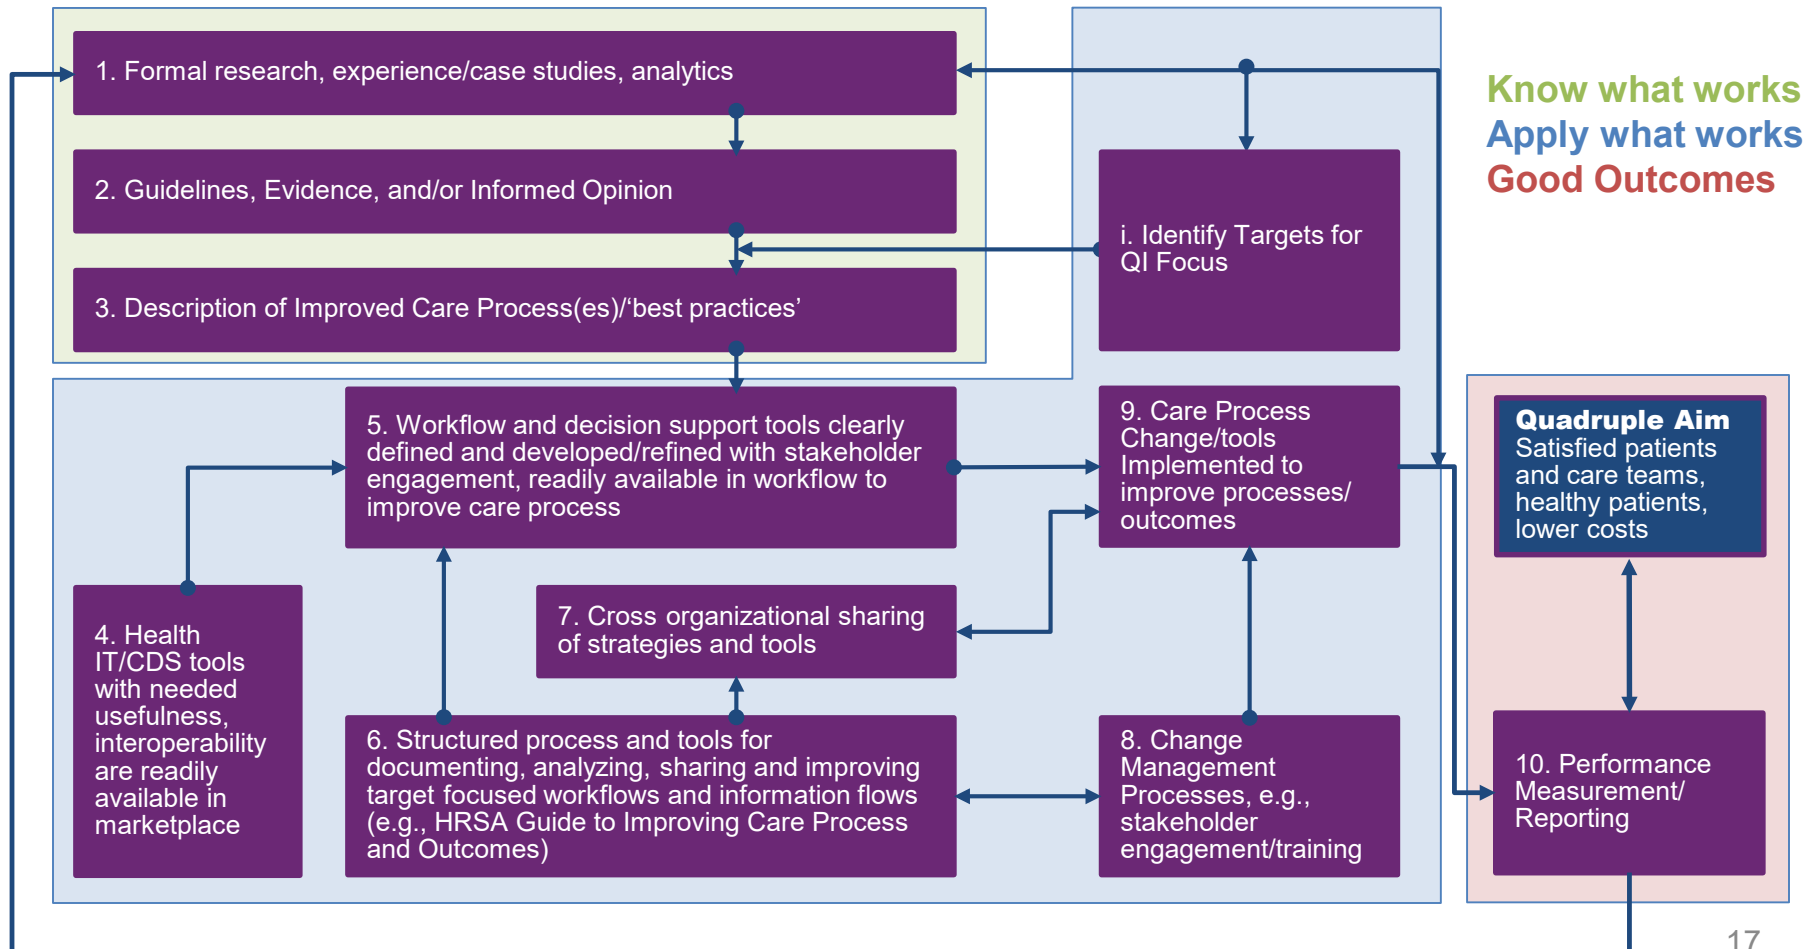 1. Formal research, experience/case studies, analytics
2. Guidelines, Evidence, and/or Informed Opinion
3. Description of Improved Care Process(es)/‘best practices’
i. Identify Targets for
QI Focus
Know what works
Apply what works
Good Outcomes
5. Workflow and decision support tools clearly
defined and developed/refined with stakeholder
engagement, readily available in workflow to
improve care process
9. Care Process
Change/tools
Implemented to
improve processes/
outcomes
Quadruple Aim
Satisfied patients
and care teams,
healthy patients,
lower costs
4. Health
IT/CDS tools
with needed
usefulness,
interoperability
are readily
available in
marketplace
7. Cross organizational sharing
of strategies and tools
6. Structured process and tools for
documenting, analyzing, sharing and improving
target focused workflows and information flows
(e.g., HRSA Guide to Improving Care Process
and Outcomes)
8. Change
Management
Processes, e.g.,
stakeholder
engagement/training
10. Performance
Measurement/
Reporting
17